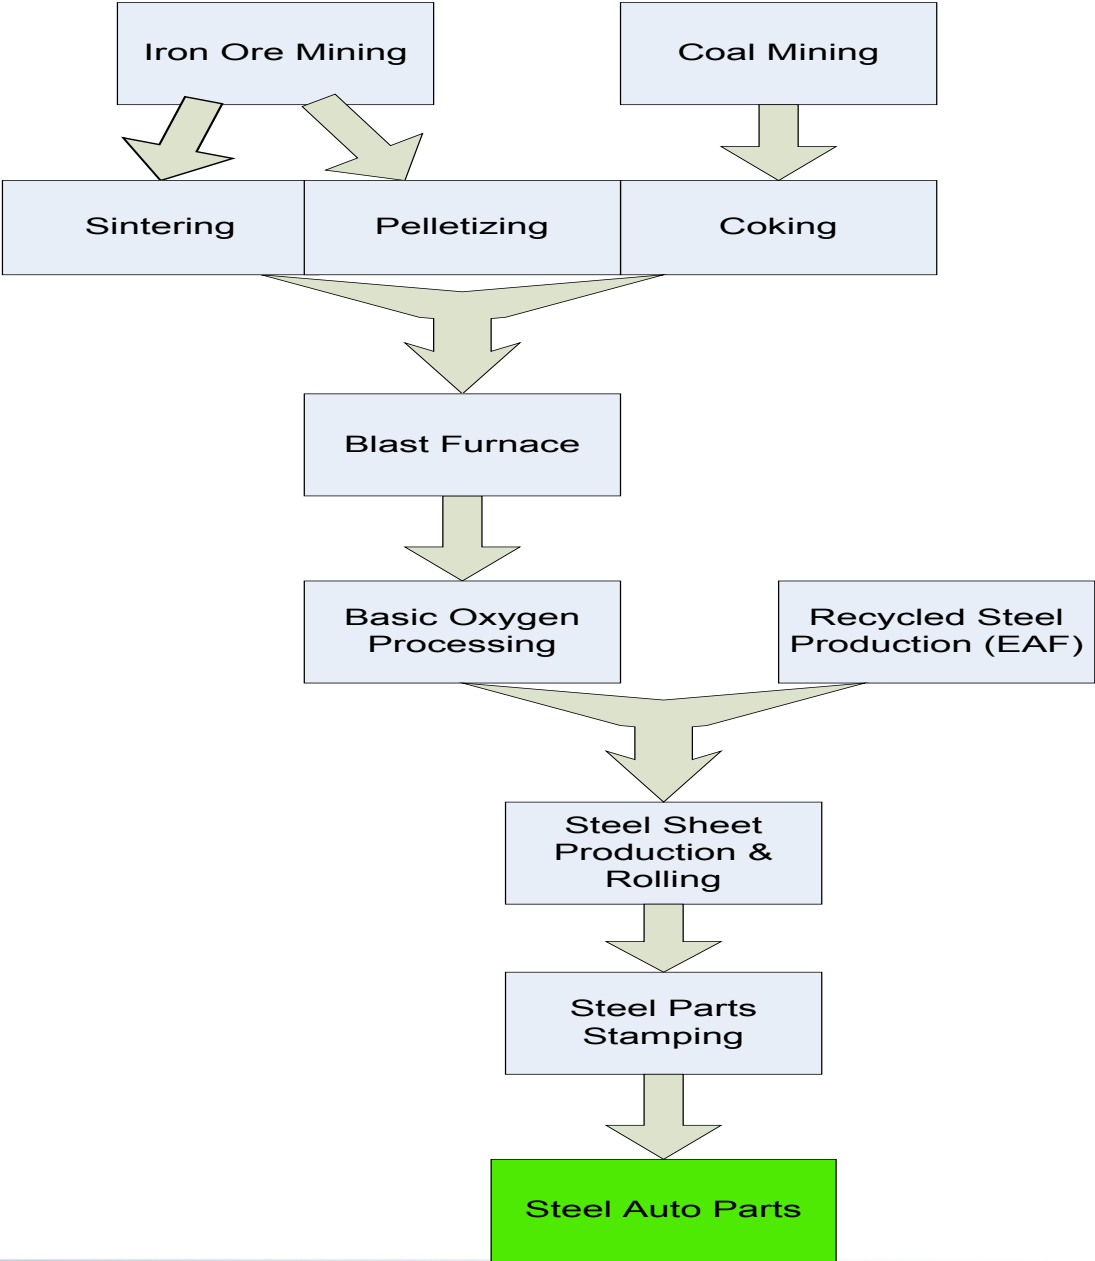 Iron Ore Mining
Coal Mining
Sintering
Pelletizing
Coking
Blast Furnace
Basic Oxygen
Processing
Recycled Steel
Production (EAF)
Steel Sheet
Production &
Rolling
Steel Parts
Stamping
Steel Auto Parts